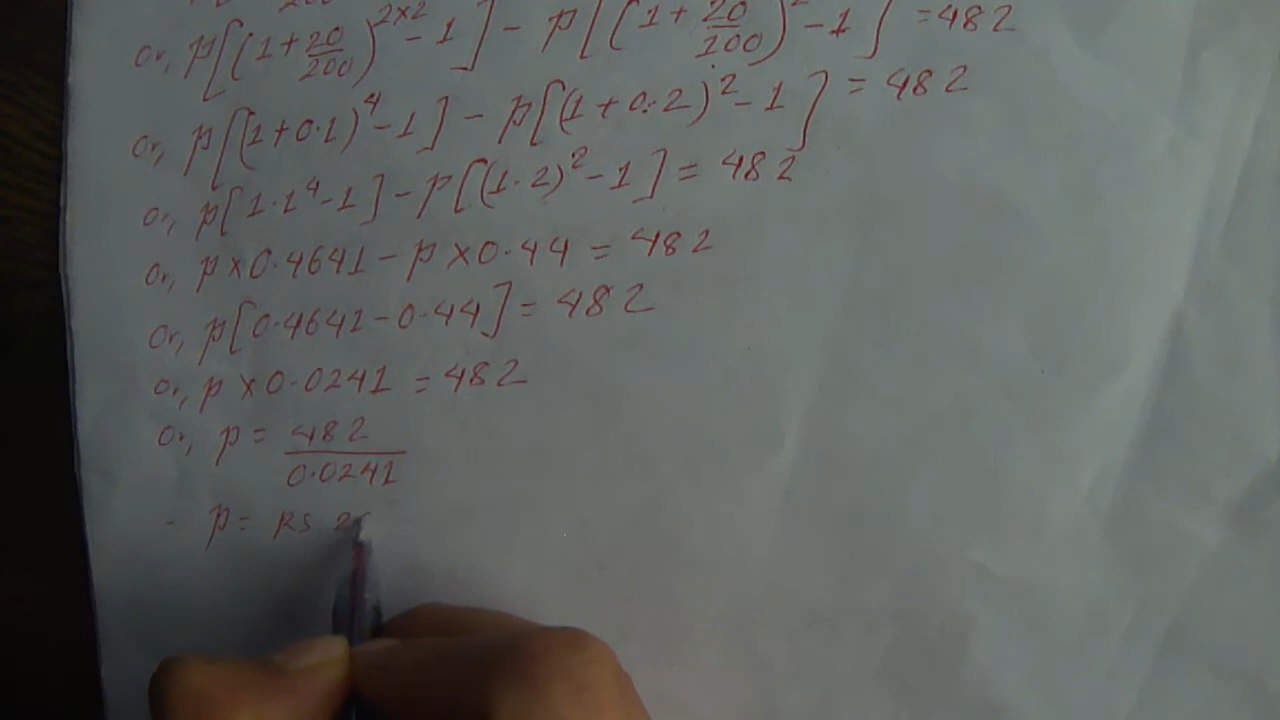 Or, p[(1+20/200)^2×2-1] - p[(1+20/200)^2-1] =482
Or, p[(1+0.1)^4-1] - p[(1+0.2)^2-1] = 482
Or, p[1.1^4-1] - p[(1.2)^2-1] = 482
Or, p×0.4641 - p×0.44 = 482
Or, p[0.4641-0.44] = 482
Or, p×0.0241 = 482
Or, p = 482/0.0241
p = RS